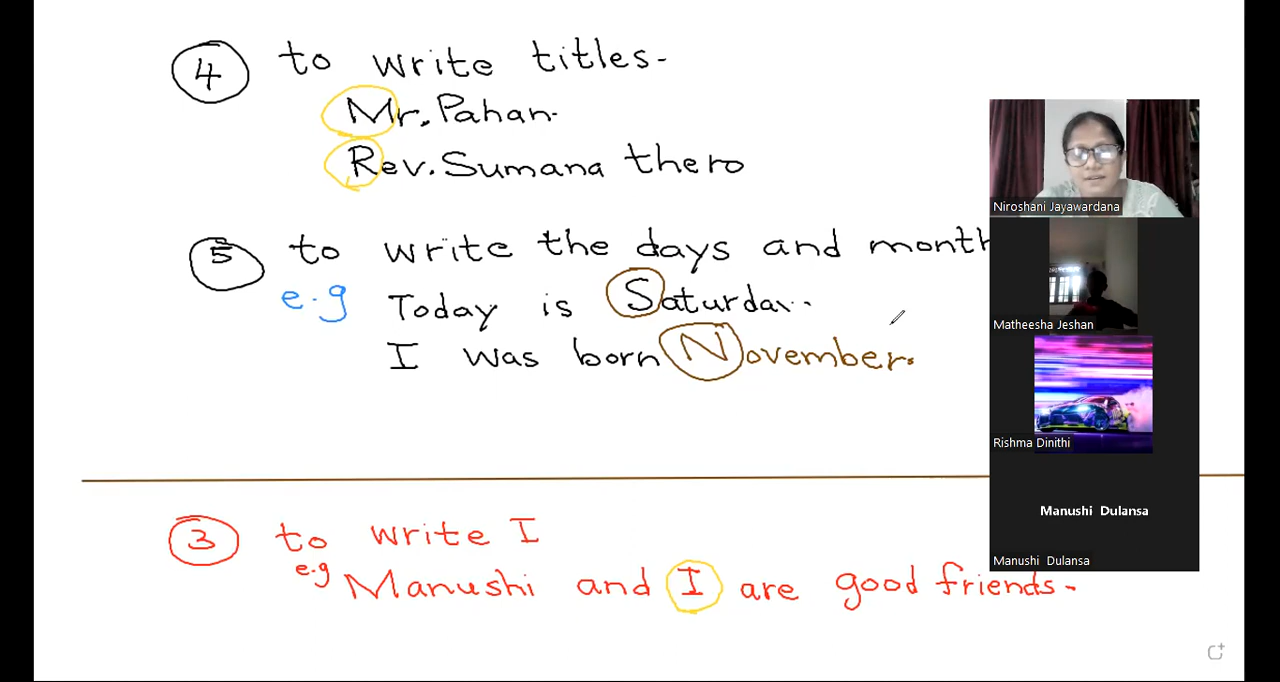 4 to write titles.
Mr. Pahan.
Rev. Sumana thero
5 to write the days and month
e.g Today is Saturday.
I was born November.
3 to write I
e.g Manushi and I are good friends.
Niroshani Jayawardana
Matheesha Jeshan
Rishma Dinithi
Manushi Dulansa
Manushi Dulansa